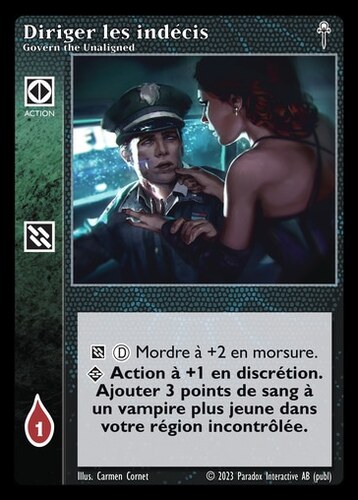 Diriger les indécis
Govern the Unaligned
ACTION
D Mordre à +2 en morsure.
Action à +1 en discrétion.
Ajouter 3 points de sang à
un vampire plus jeune dans
votre région incontrôlée.
1
Illus. Carmen Cornet © 2023 Paradox Interactive AB (publ)